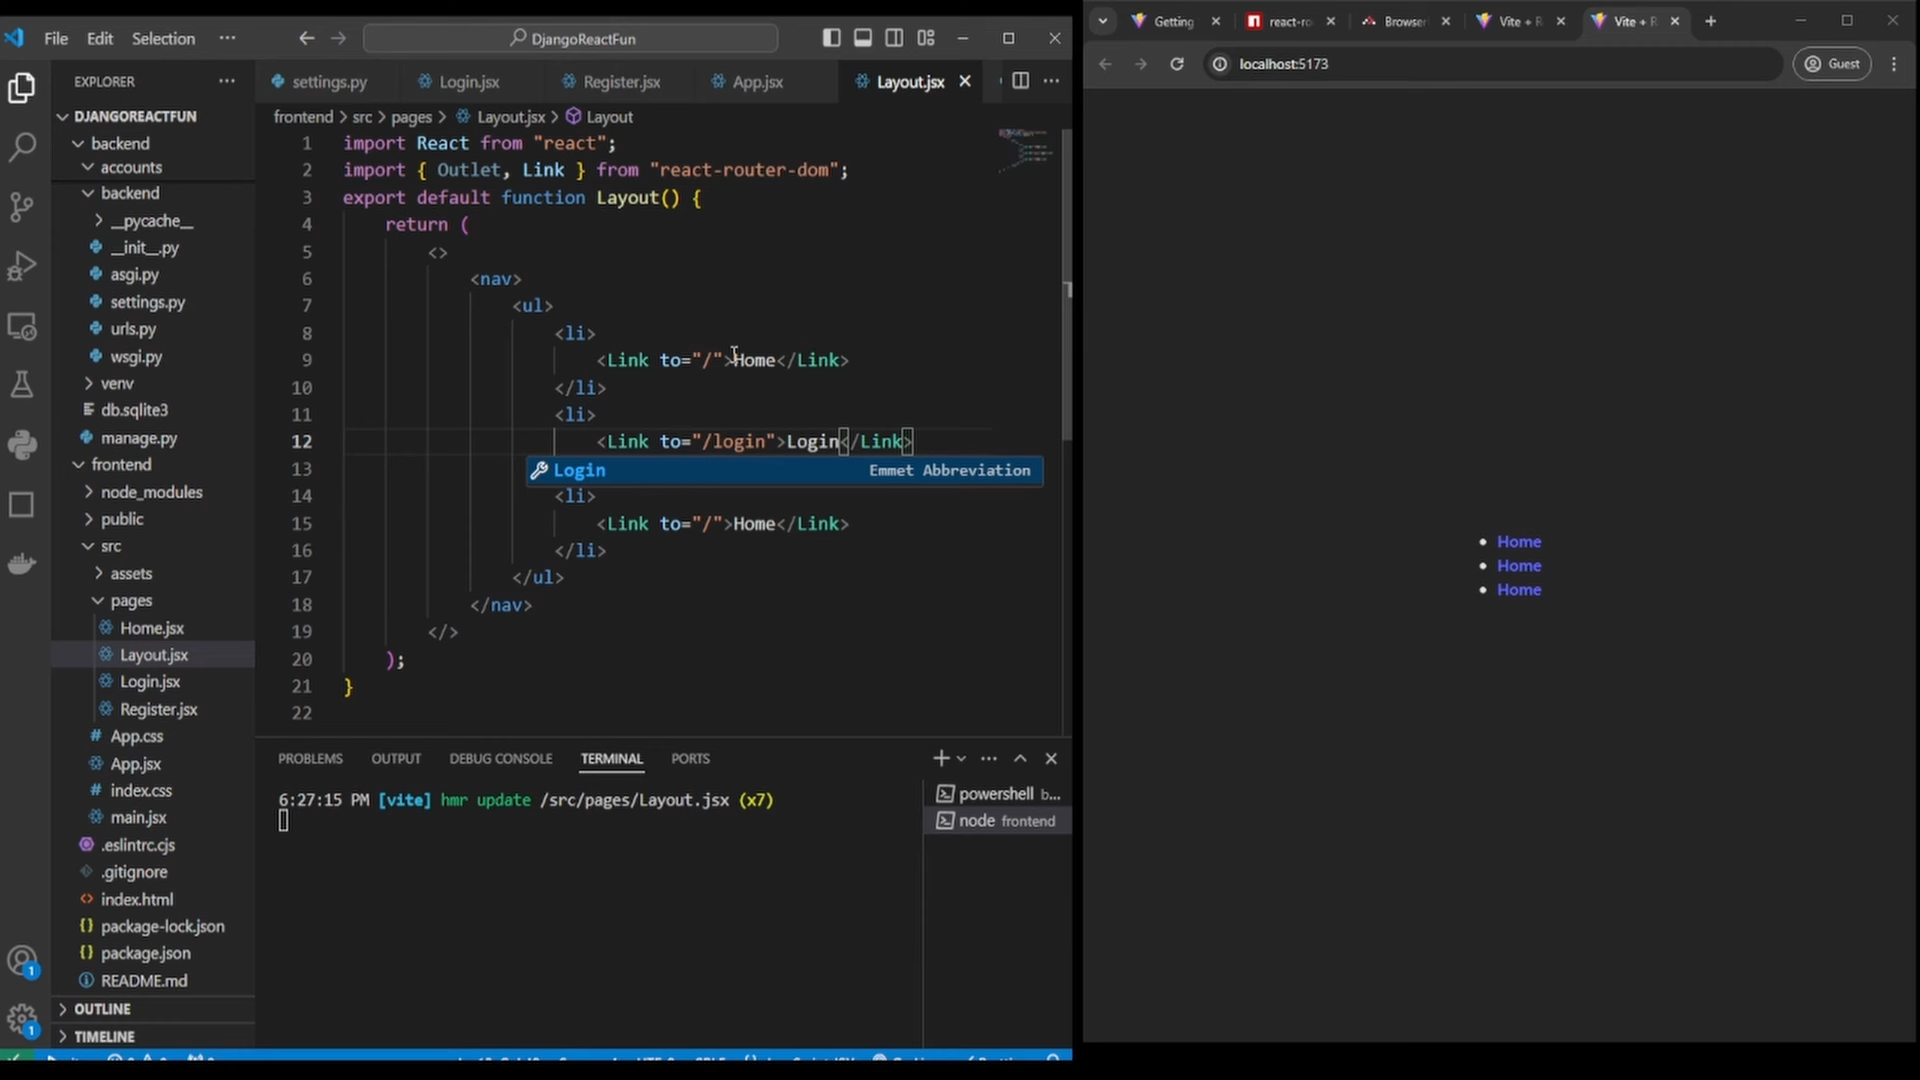 File Edit Selection ...
DjangoReactFun
EXPLORER
DJANGOREACTFUN
backend
accounts
backend
__pycache__
__init__.py
asgi.py
settings.py
urls.py
wsgi.py
venv
db.sqlite3
manage.py
frontend
node_modules
public
src
assets
pages
Home.jsx
Layout.jsx
Login.jsx
Register.jsx
App.css
App.jsx
index.css
main.jsx
.eslintrc.cjs
.gitignore
index.html
package-lock.json
package.json
README.md
OUTLINE
TIMELINE
1
1
settings.py Login.jsx Register.jsx App.jsx Layout.jsx
frontend > src > pages > Layout.jsx > Layout
1 import React from "react";
2 import { Outlet, Link } from "react-router-dom";
3 export default function Layout() {
4 return (
5 <>
6 <nav>
7 <ul>
8 <li>
9 <Link to="/">Home</Link>
10 </li>
11 <li>
12 <Link to="/login">Login</Link>
13
Login Emmet Abbreviation
14 <li>
15 <Link to="/">Home</Link>
16 </li>
17 </ul>
18 </nav>
19 </>
20 );
21 }
22
PROBLEMS OUTPUT DEBUG CONSOLE TERMINAL PORTS
6:27:15 PM [vite] hmr update /src/pages/Layout.jsx (x7)
powershell b...
node frontend
Getting react-ro Browser Vite + R Vite + R
localhost:5173
Guest
• Home
• Home
• Home